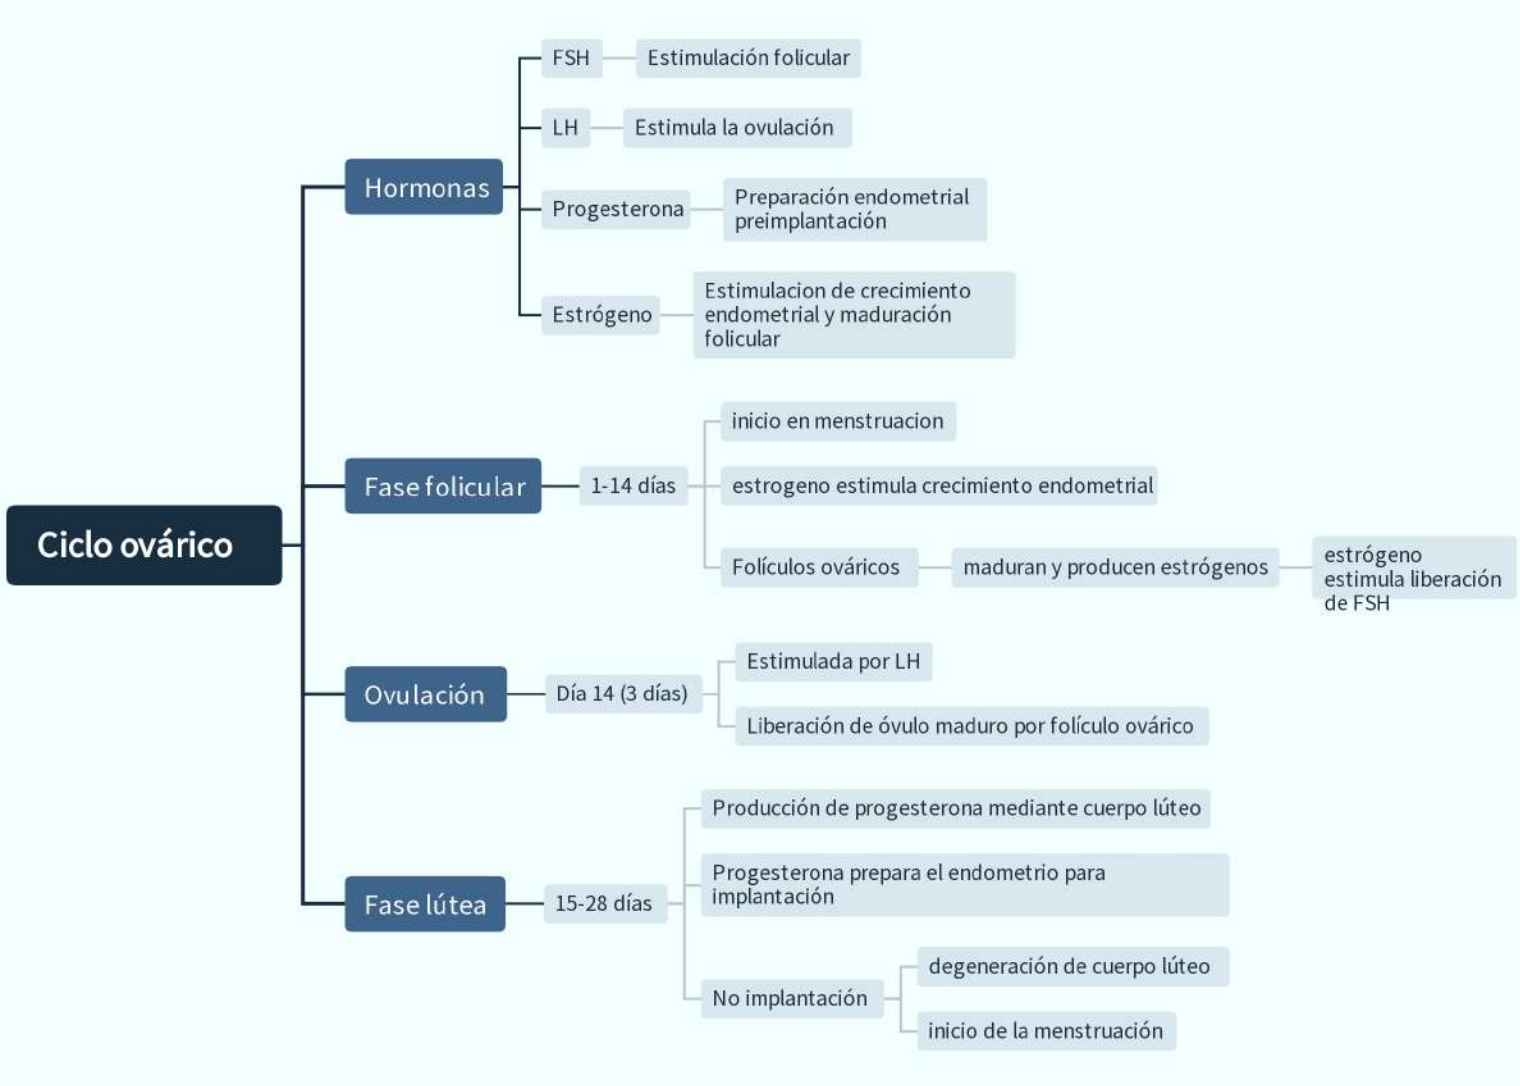 Ciclo ovárico
Hormonas
FSH
Estimulación folicular
LH
Estimula la ovulación
Progesterona
Preparación endometrial
preimplantación
Estrógeno
Estimulacion de crecimiento
endometrial y maduración
folicular
Fase folicular
1-14 días
inicio en menstruacion
estrogeno estimula crecimiento endometrial
Folículos ováricos
maduran y producen estrógenos
estrógeno
estimula liberación
de FSH
Ovulación
Día 14 (3 días)
Estimulada por LH
Liberación de óvulo maduro por folículo ovárico
Fase lútea
15-28 días
Producción de progesterona mediante cuerpo lúteo
Progesterona prepara el endometrio para
implantación
No implantación
degeneración de cuerpo lúteo
inicio de la menstruación